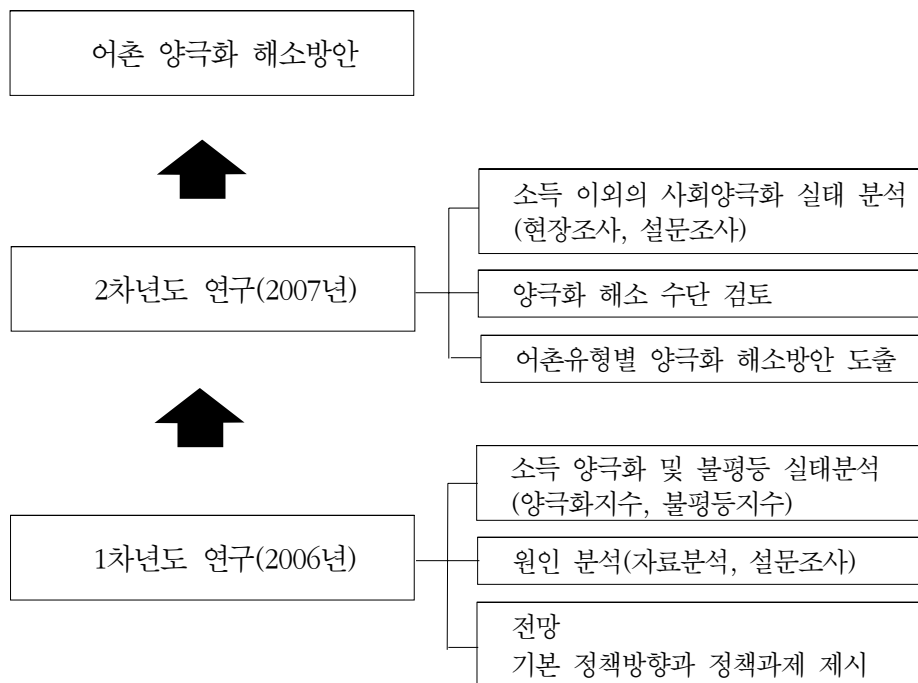 어촌 양극화 해소방안
소득 이외의 사회양극화 실태 분석
(현장조사, 설문조사)
2차년도 연구(2007년)
양극화 해소 수단 검토
어촌유형별 양극화 해소방안 도출
소득 양극화 및 불평등 실태분석
(양극화지수, 불평등지수)
1차년도 연구(2006년)
원인 분석(자료분석, 설문조사)
전망
기본 정책방향과 정책과제 제시